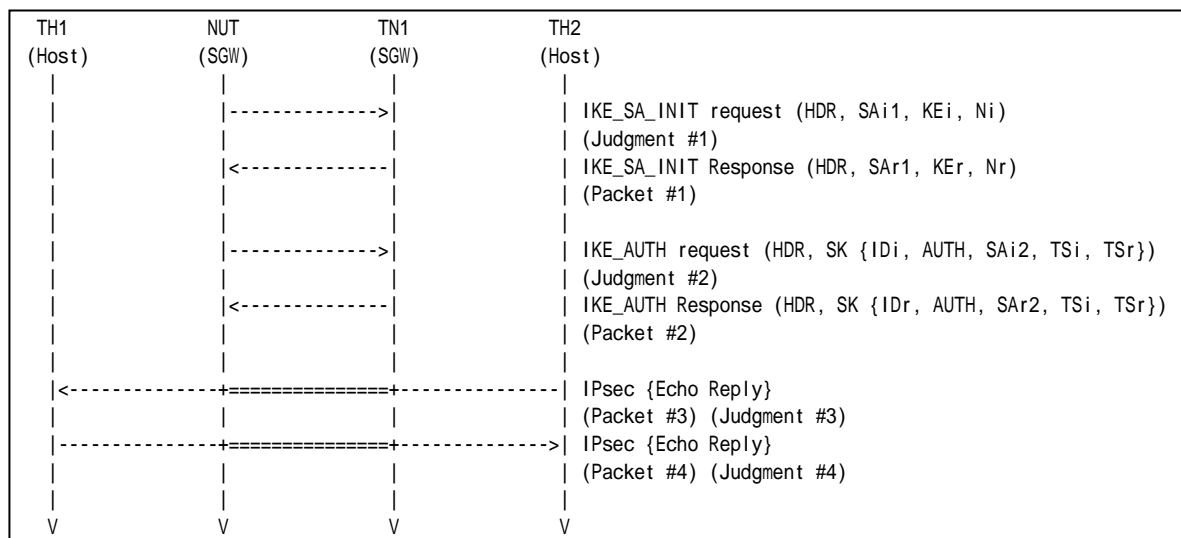 TH1 NUT TN1 TH2
(Host) (SGW) (SGW) (Host)
| | | |
| |-------------->| | IKE_SA_INIT request (HDR, SAi1, KEi, Ni)
| | | | (Judgment #1)
| |<--------------| | IKE_SA_INIT Response (HDR, SAr1, KEr, Nr)
| | | | (Packet #1)
| | | |
| |-------------->| | IKE_AUTH request (HDR, SK {IDi, AUTH, SAi2, TSi, TSr})
| | | | (Judgment #2)
| |<--------------| | IKE_AUTH Response (HDR, SK {IDr, AUTH, SAr2, TSi, TSr})
| | | | (Packet #2)
| | | |
|<--------------+===============+---------------| IPsec {Echo Reply}
| | | | (Packet #3) (Judgment #3)
|---------------+===============+-------------->| IPsec {Echo Reply}
| | | | (Packet #4) (Judgment #4)
| | | |
V V V V